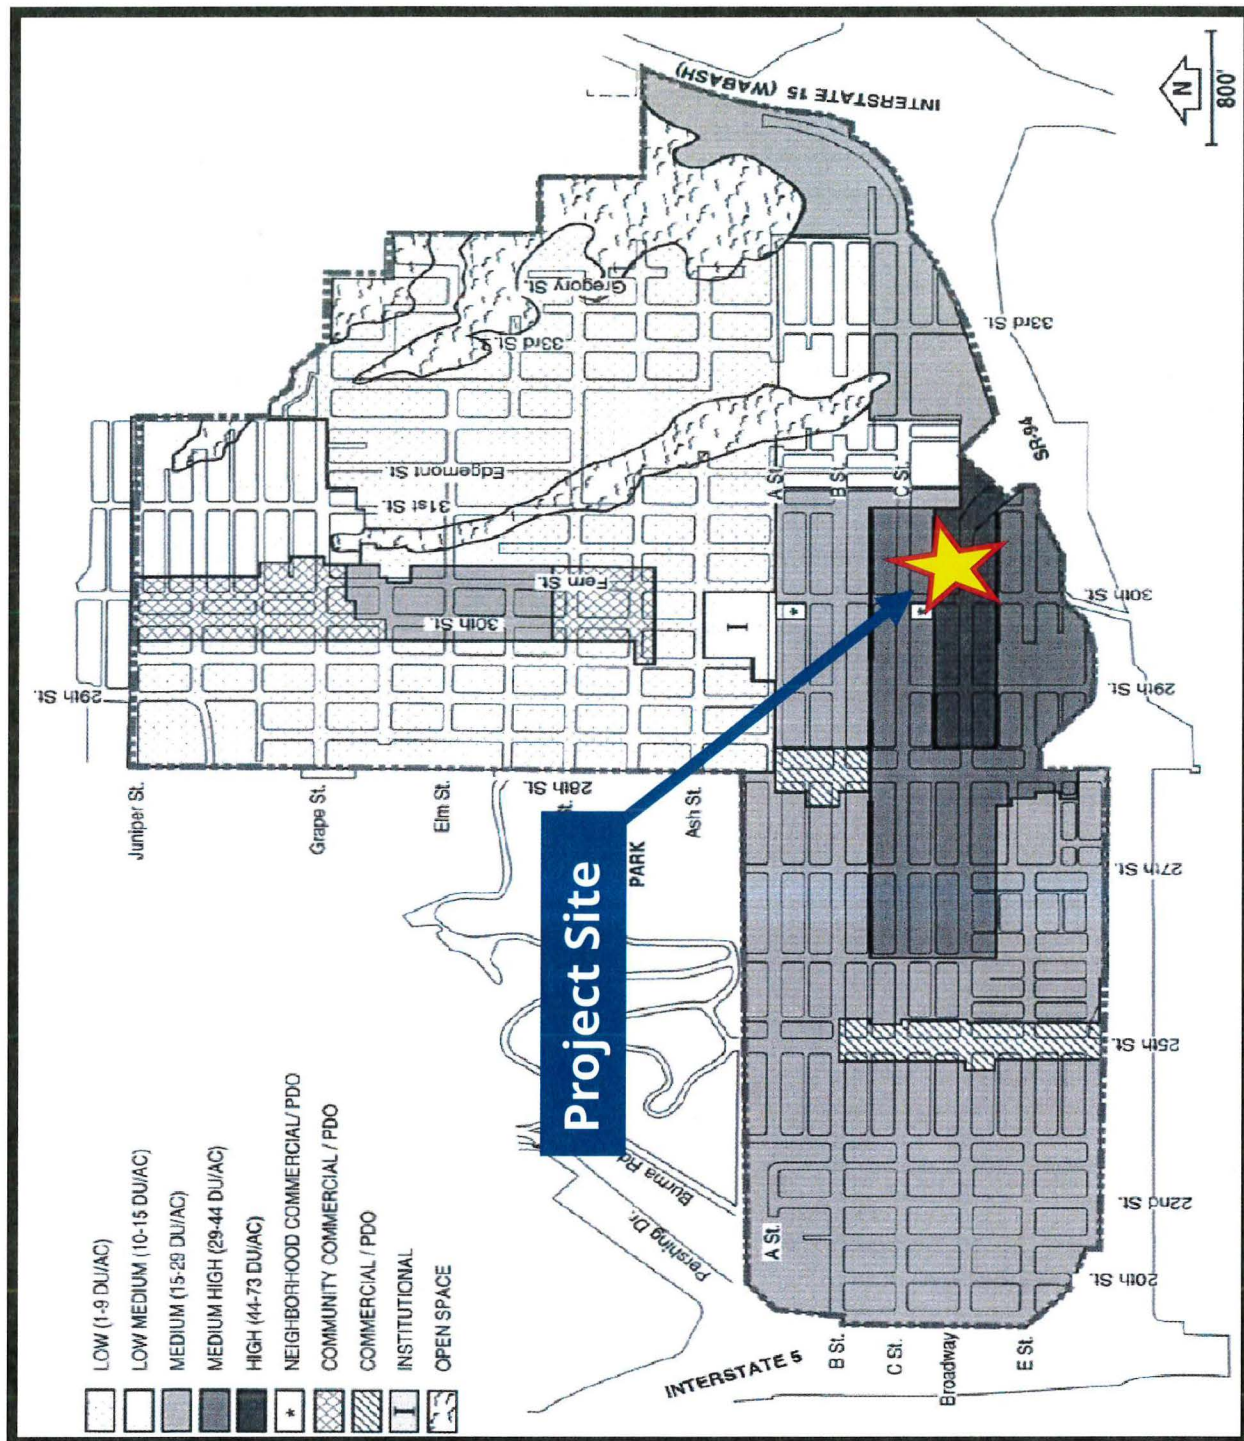 LOW (1-9 DU/AC)
LOW MEDIUM (10-15 DU/AC)
MEDIUM (15-29 DU/AC)
MEDIUM HIGH (29-44 DU/AC)
HIGH (44-73 DU/AC)
* NEIGHBORHOOD COMMERCIAL/ PDO
COMMUNITY COMMERCIAL / PDO
COMMERCIAL / PDO
I INSTITUTIONAL
OPEN SPACE
Juniper St.
Grape St.
Elm St.
St.
Ash St.
29th St.
28th St.
30th St.
Fern St.
31st St.
Edgemont St.
33rd St.
Gregory St.
INTERSTATE 15 (WABASH)
N
800'
Project Site
PARK
Pershing Dr.
Burma Rd
I
*
*
A St.
B St.
C St.
A St.
INTERSTATE 5
B St.
C St.
Broadway
E St.
20th St.
22nd St.
25th St.
27th St.
29th St.
30th St.
SR-94
33rd St.